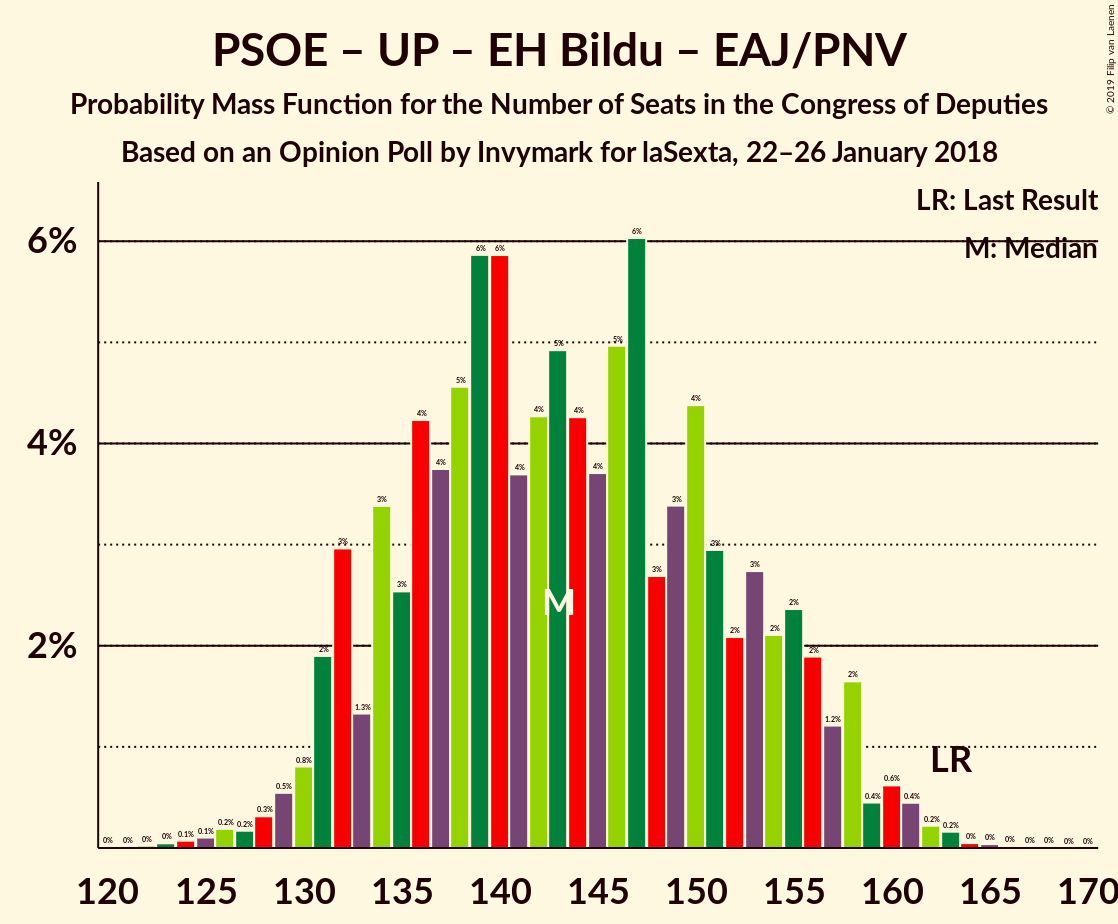 PSOE – UP – EH Bildu – EAJ/PNV
Probability Mass Function for the Number of Seats in the Congress of Deputies
Based on an Opinion Poll by Invymark for laSexta, 22–26 January 2018
© 2019 Filip van Laenen
LR: Last Result
M: Median
6%
4%
2%
0% 0% 0% 0% 0.1% 0.1% 0.2% 0.2% 0.3% 0.5% 0.8% 2% 3% 1.3% 3% 3% 4% 4% 5% 6% 6% 4% 4% 5% 4% 4% 5% 6% 3% 3% 4% 3% 2% 3% 2% 2% 2% 1.2% 2% 0.4% 0.6% 0.4% 0.2% 0.2% 0% 0% 0% 0% 0% 0% 0%
M
LR
120 125 130 135 140 145 150 155 160 165 170